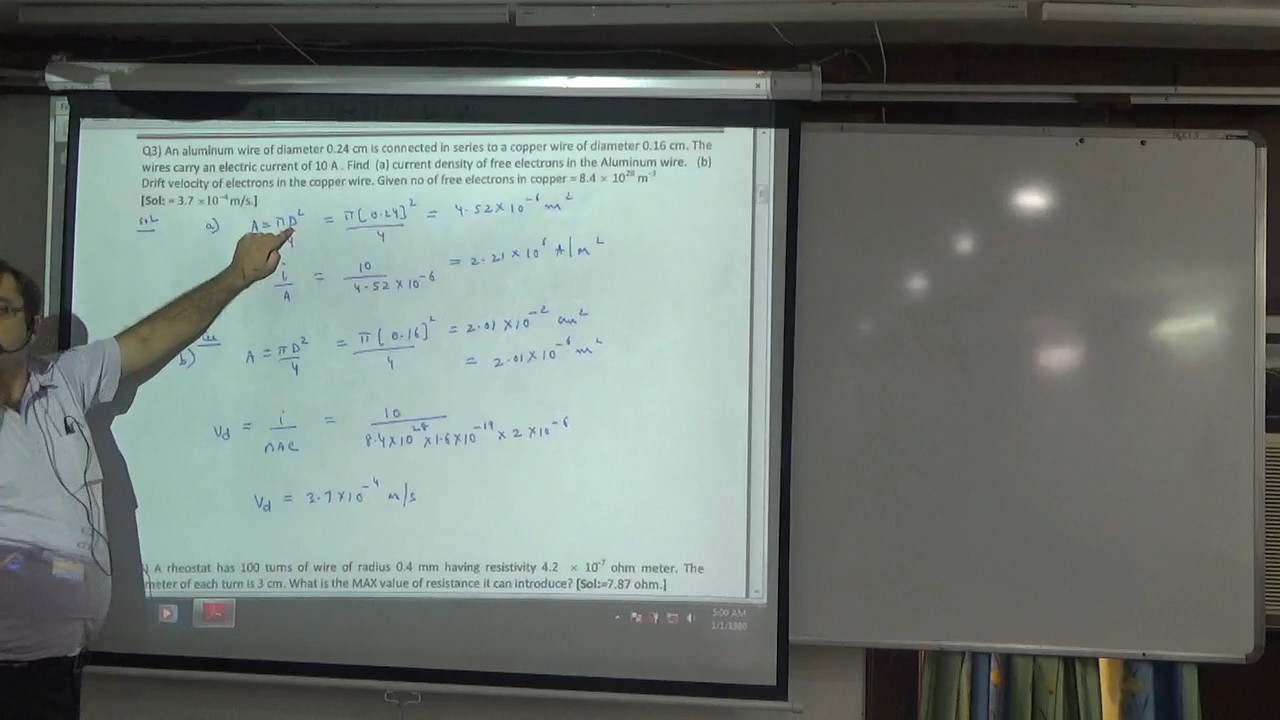 Q3) An aluminum wire of diameter 0.24 cm is connected in series to a copper wire of diameter 0.16 cm. The
wires carry an electric current of 10 A . Find (a) current density of free electrons in the Aluminum wire. (b)
Drift velocity of electrons in the copper wire. Given no of free electrons in copper = 8.4 × 10²⁸ m⁻³
[Sol: = 3.7 ×10⁻⁴ m/s.]
Sol a) A = πD²/4 = π[0.24]²/4 = 4.52×10⁻⁶ m²
i/A = 10/4.52×10⁻⁶ = 2.21×10⁶ A/m²
b) A = πD²/4 = π[0.16]²/4 = 2.01×10⁻² cm²
= 2.01×10⁻⁶ m²
Vd = i/nAe = 10/8.4×10²⁸×1.6×10⁻¹⁹×2×10⁻⁶
Vd = 3.7×10⁻⁴ m/s
) A rheostat has 100 turns of wire of radius 0.4 mm having resistivity 4.2 × 10⁻⁷ ohm meter. The
meter of each turn is 3 cm. What is the MAX value of resistance it can introduce? [Sol:=7.87 ohm.]
5:00 AM
1/1/1980